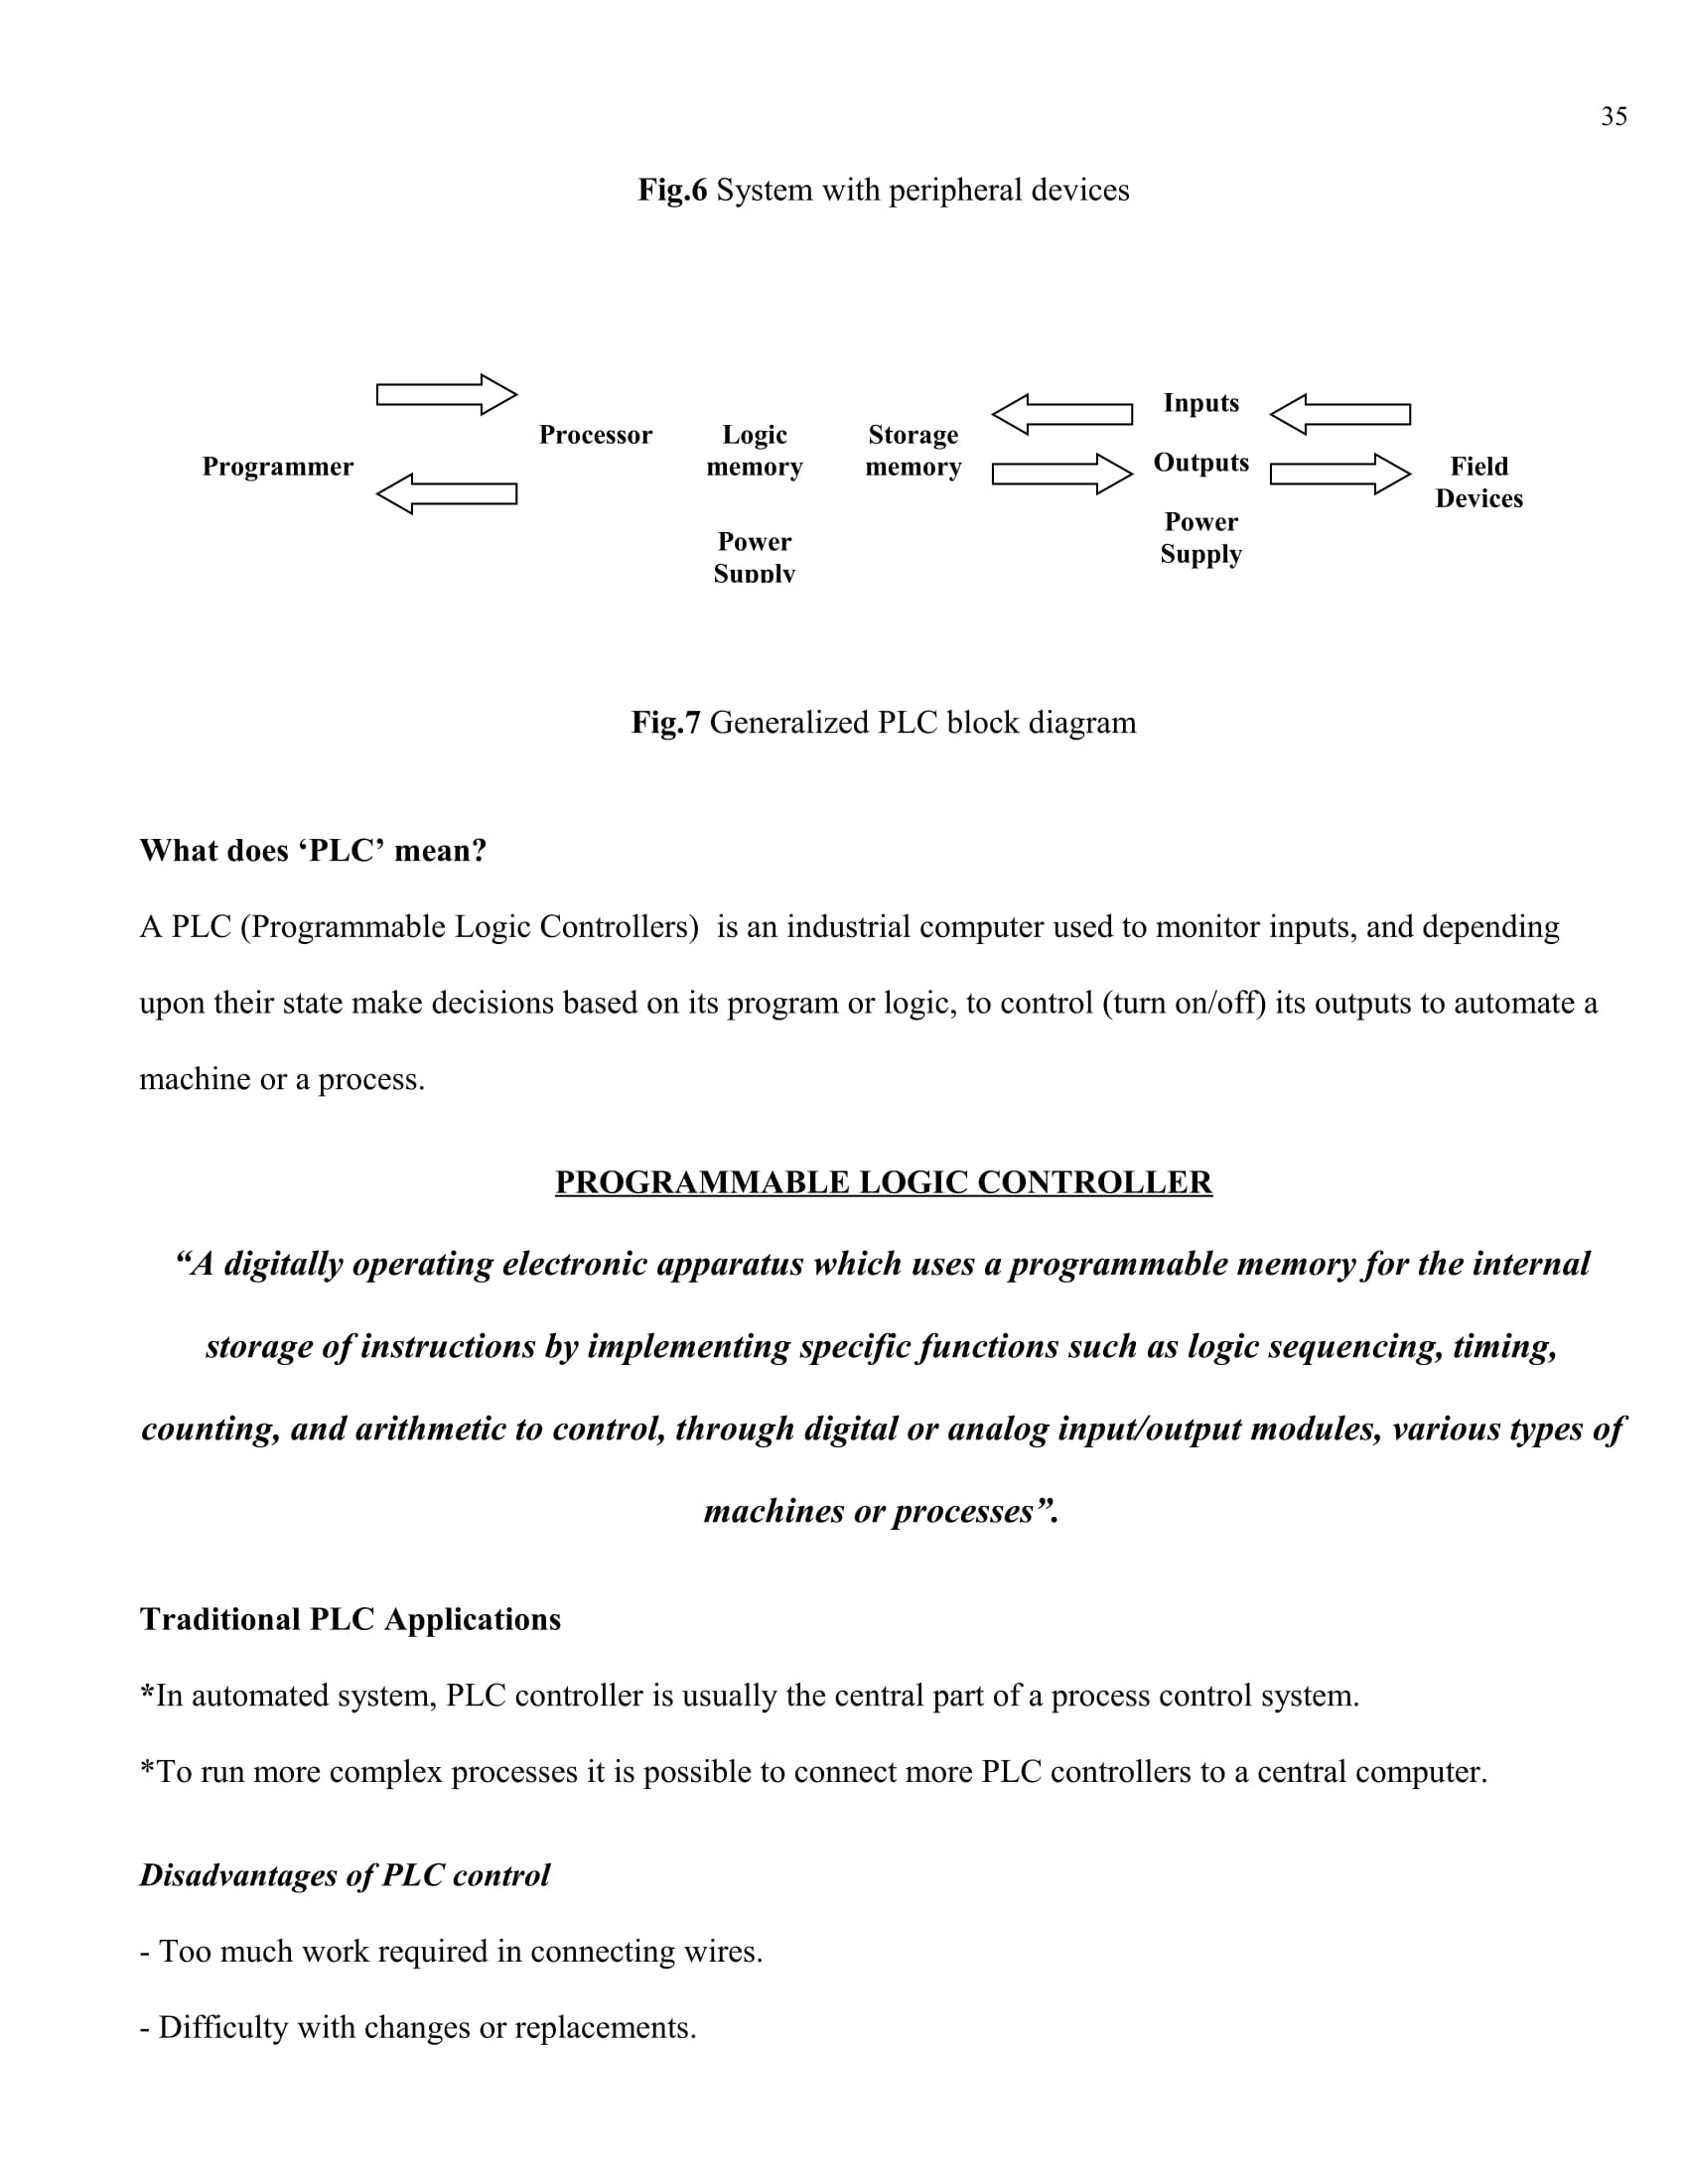 35
Fig.6 System with peripheral devices
Programmer
Processor
Logic
memory
Storage
memory
Inputs
Outputs
Power
Supply
Field
Devices
Power
Supply
Fig.7 Generalized PLC block diagram
What does ‘PLC’ mean?
A PLC (Programmable Logic Controllers)  is an industrial computer used to monitor inputs, and depending
upon their state make decisions based on its program or logic, to control (turn on/off) its outputs to automate a
machine or a process.
PROGRAMMABLE LOGIC CONTROLLER
“A digitally operating electronic apparatus which uses a programmable memory for the internal
storage of instructions by implementing specific functions such as logic sequencing, timing,
counting, and arithmetic to control, through digital or analog input/output modules, various types of
machines or processes”.
Traditional PLC Applications
*In automated system, PLC controller is usually the central part of a process control system.
*To run more complex processes it is possible to connect more PLC controllers to a central computer.
Disadvantages of PLC control
- Too much work required in connecting wires.
- Difficulty with changes or replacements.